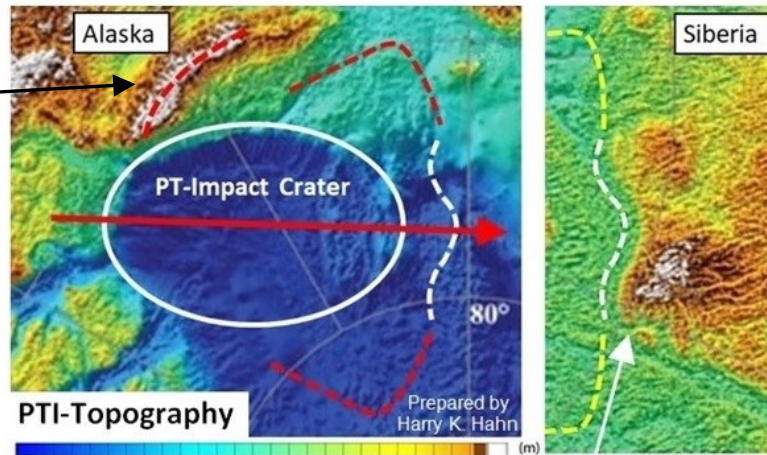 Alaska
Siberia
PT-Impact Crater
80°
PTI-Topography
Prepared by
Harry K. Hahn
(m)